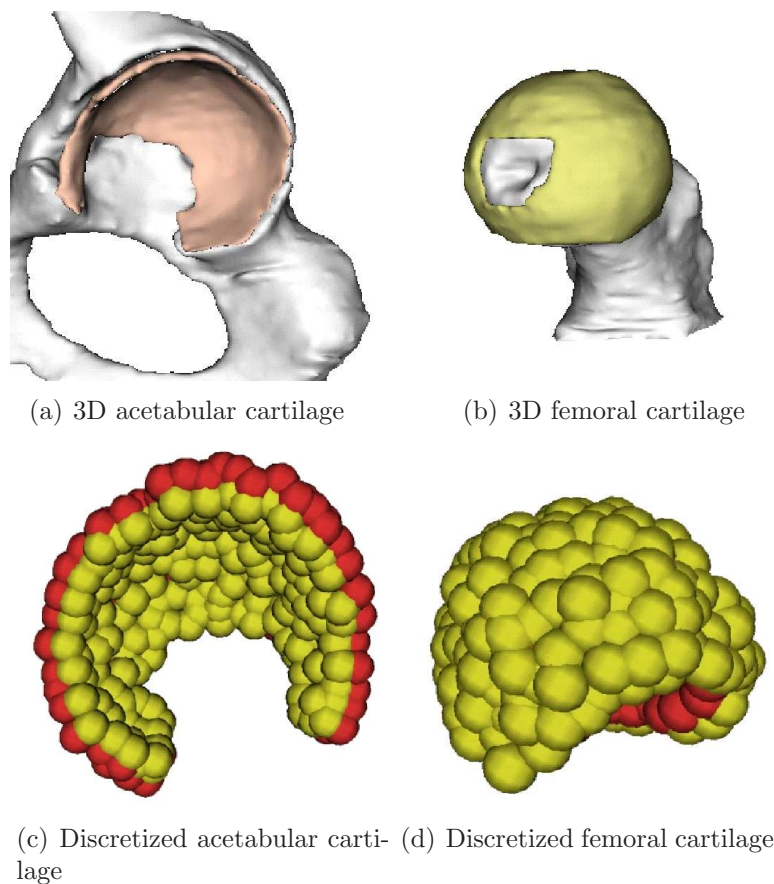 (a) 3D acetabular cartilage
(b) 3D femoral cartilage
(c) Discretized acetabular carti-
lage
(d) Discretized femoral cartilage